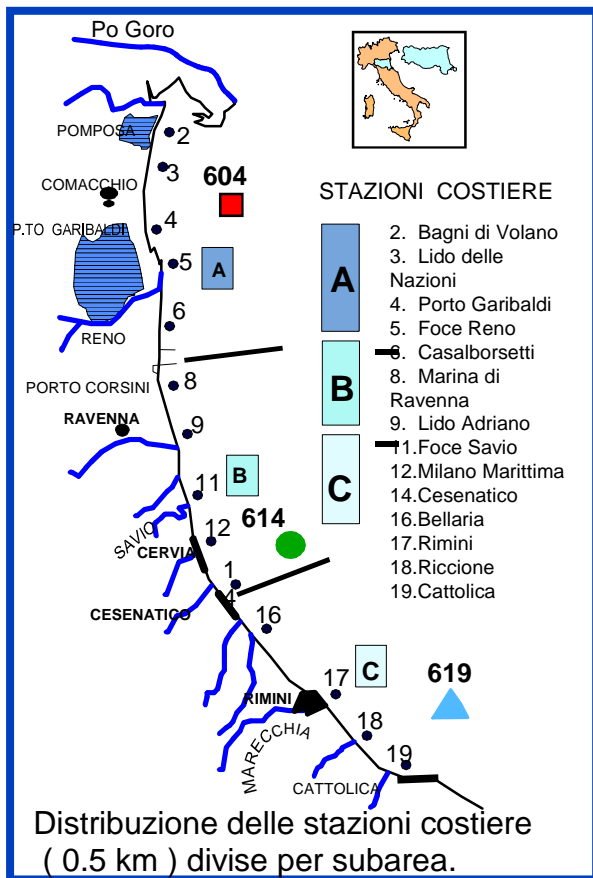 Po Goro
POMPOSA
2
3
604
COMACCHIO
P.TO GARIBALDI
4
5
A
6
RENO
PORTO CORSINI
8
RAVENNA
9
11
B
SAVIO
12
614
CERVIA
14
CESENATICO
16
17
C
619
RIMINI
MARECCHIA
18
19
CATTOLICA
STAZIONI COSTIERE
A
B
C
2. Bagni di Volano
3. Lido delle
Nazioni
4. Porto Garibaldi
5. Foce Reno
6. Casalborsetti
8. Marina di
Ravenna
9. Lido Adriano
11.Foce Savio
12.Milano Marittima
14.Cesenatico
16.Bellaria
17.Rimini
18.Riccione
19.Cattolica
Distribuzione delle stazioni costiere
( 0.5 km ) divise per subarea.